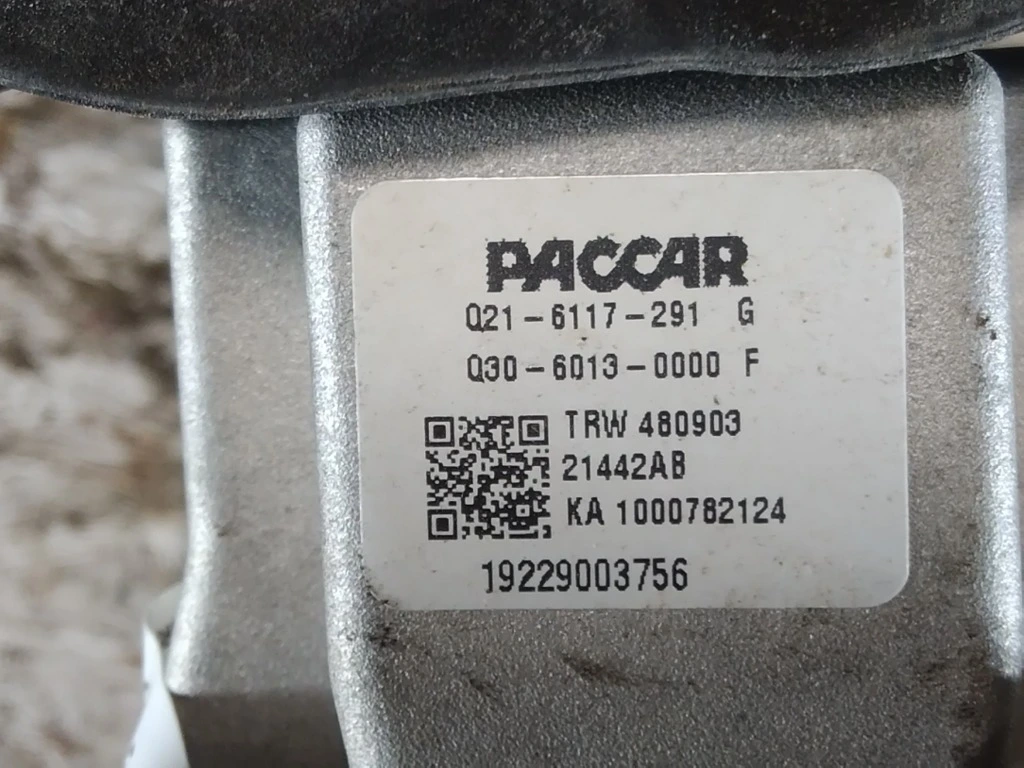 PACCAR
Q21-6117-291 G
Q30-6013-0000 F
TRW 480903
21442AB
KA 1000782124
19229003756